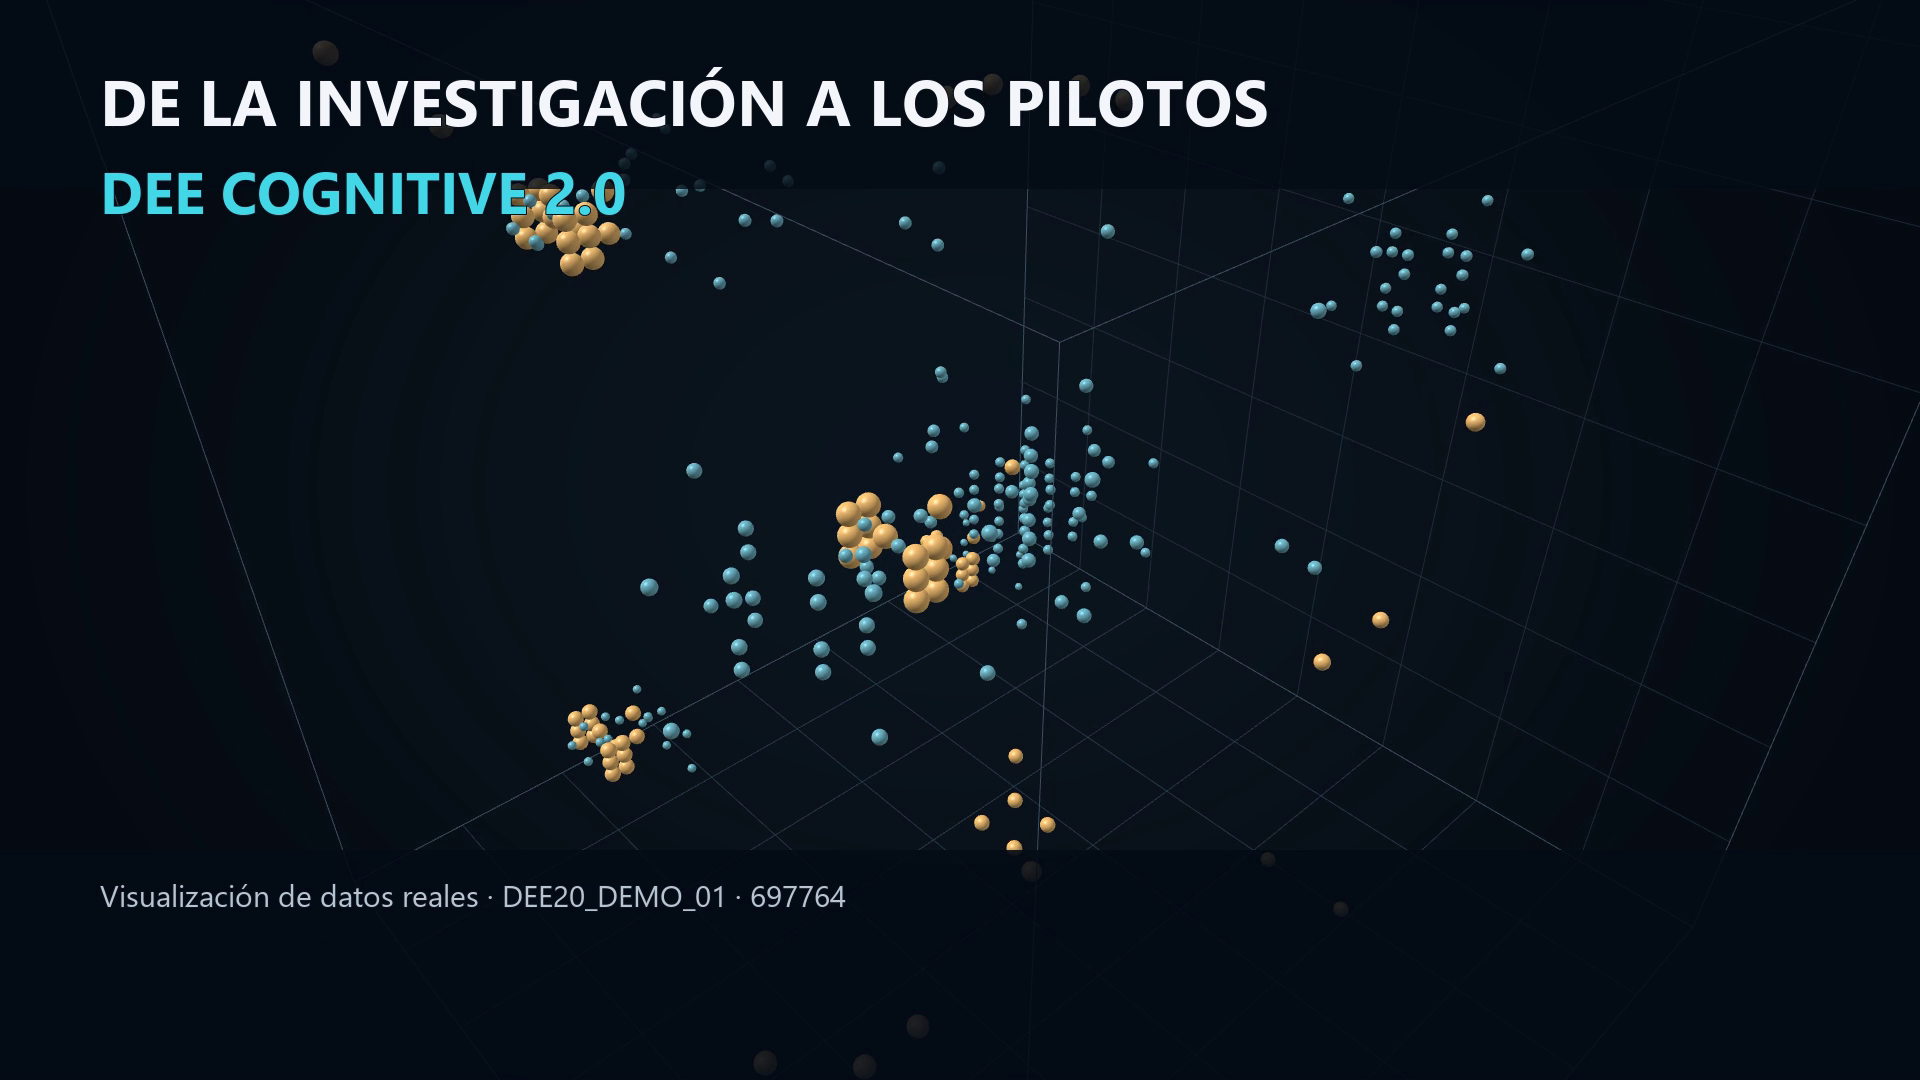 DE LA INVESTIGACIÓN A LOS PILOTOS
DEE COGNITIVE 2.0
Visualización de datos reales · DEE20_DEMO_01 · 697764